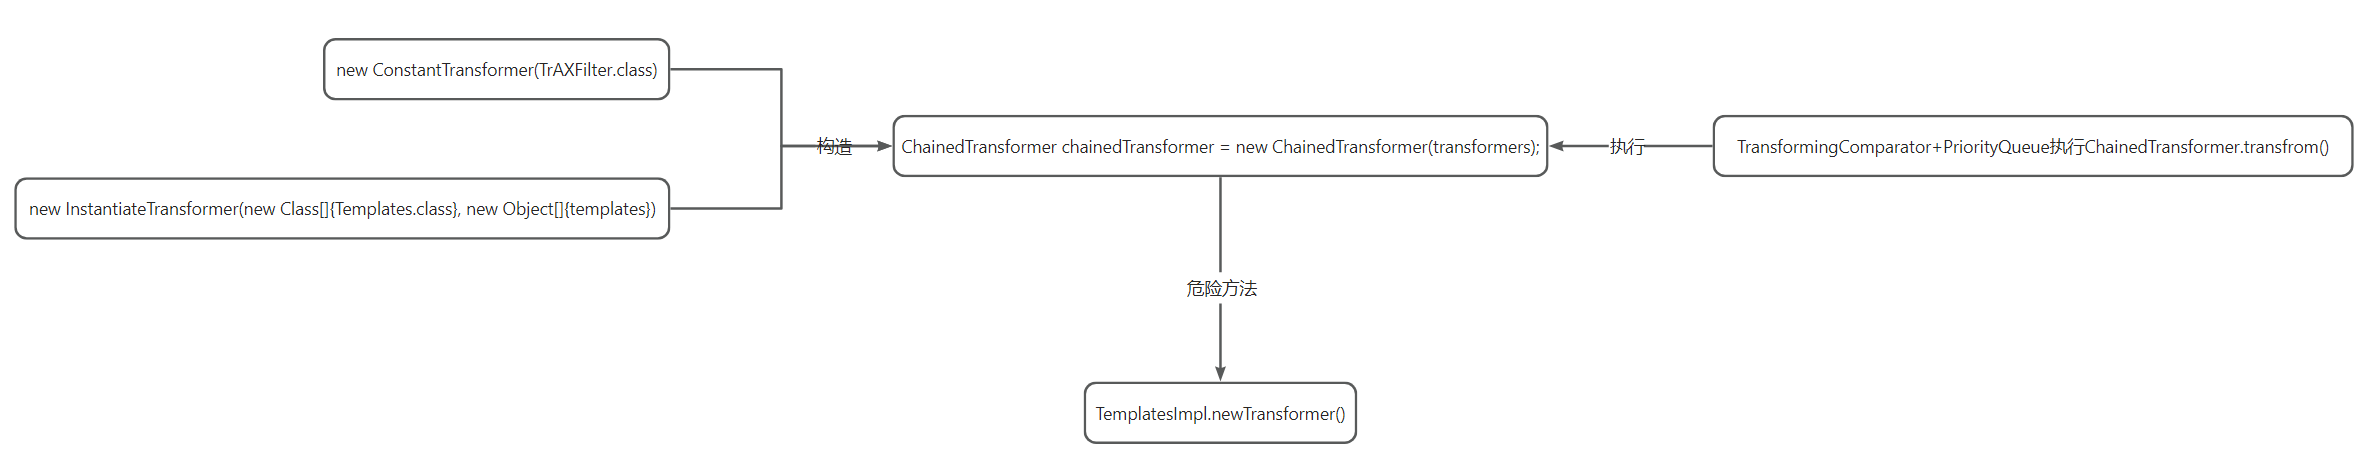 new ConstantTransformer(TrAXFilter.class)
new InstantiateTransformer(new Class[]{Templates.class}, new Object[]{templates})
构造
ChainedTransformer chainedTransformer = new ChainedTransformer(transformers);
执行
TransformingComparator+PriorityQueue执行ChainedTransformer.transfrom()
危险方法
TemplatesImpl.newTransformer()